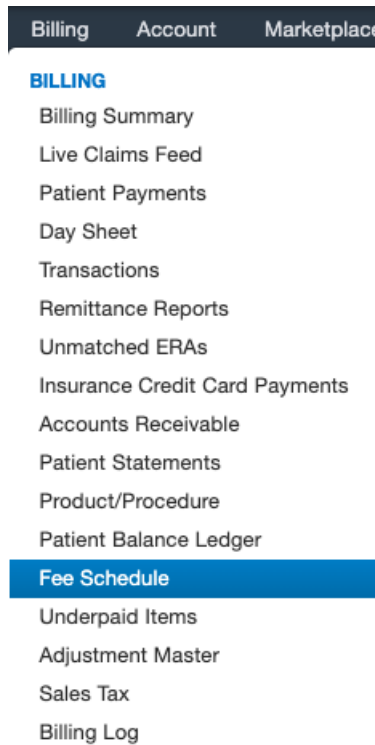 Billing Account Marketplace
BILLING
Billing Summary
Live Claims Feed
Patient Payments
Day Sheet
Transactions
Remittance Reports
Unmatched ERAs
Insurance Credit Card Payments
Accounts Receivable
Patient Statements
Product/Procedure
Patient Balance Ledger
Fee Schedule
Underpaid Items
Adjustment Master
Sales Tax
Billing Log